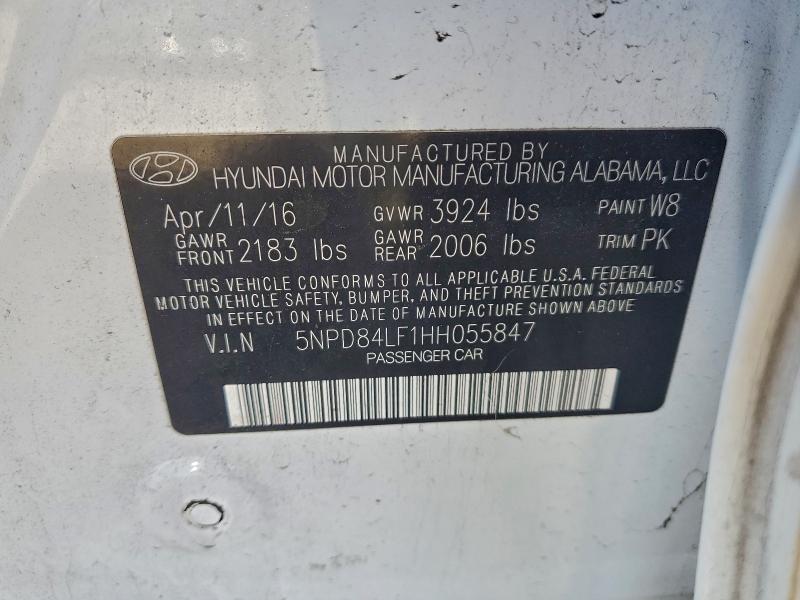 MANUFACTURED BY
HYUNDAI MOTOR MANUFACTURING ALABAMA, LLC
Apr/11/16 GVWR 3924 lbs PAINT W8
GAWR FRONT 2183 lbs GAWR REAR 2006 lbs TRIM PK
THIS VEHICLE CONFORMS TO ALL APPLICABLE U.S.A. FEDERAL
MOTOR VEHICLE SAFETY, BUMPER, AND THEFT PREVENTION STANDARDS
IN EFFECT ON THE DATE OF MANUFACTURE SHOWN ABOVE
V.I.N 5NPD84LF1HH055847
PASSENGER CAR